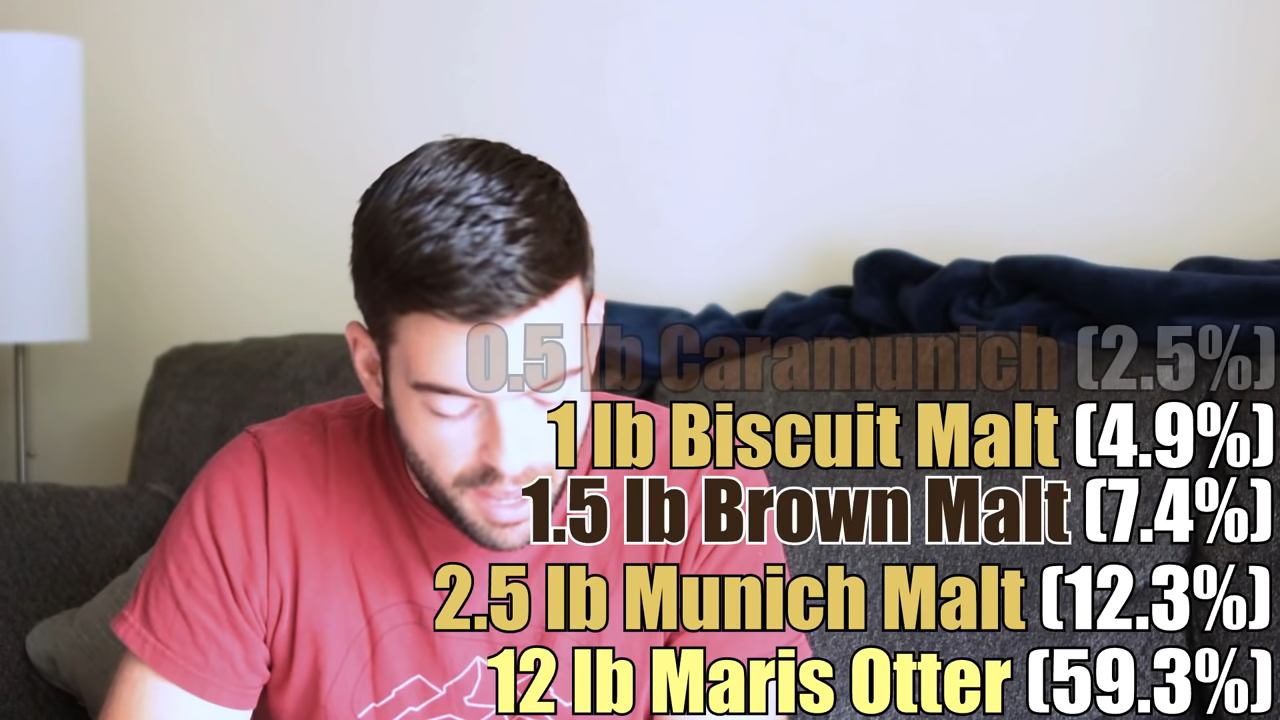 0.5 lb Caramunich (2.5%)
1 lb Biscuit Malt (4.9%)
1.5 lb Brown Malt (7.4%)
2.5 lb Munich Malt (12.3%)
12 lb Maris Otter (59.3%)